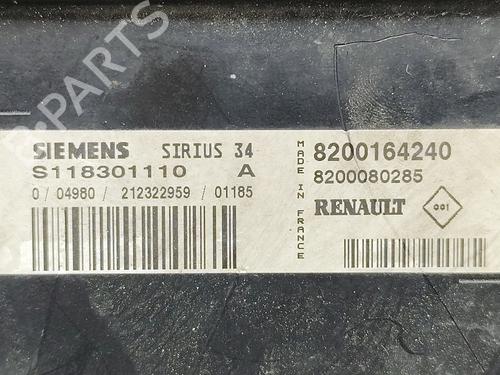 B-PARTS
SIEMENS SIRIUS 34
S118301110 A
0 / 04980 / 212322959 / 01185
MADE IN FRANCE
8200164240
8200080285
RENAULT
001